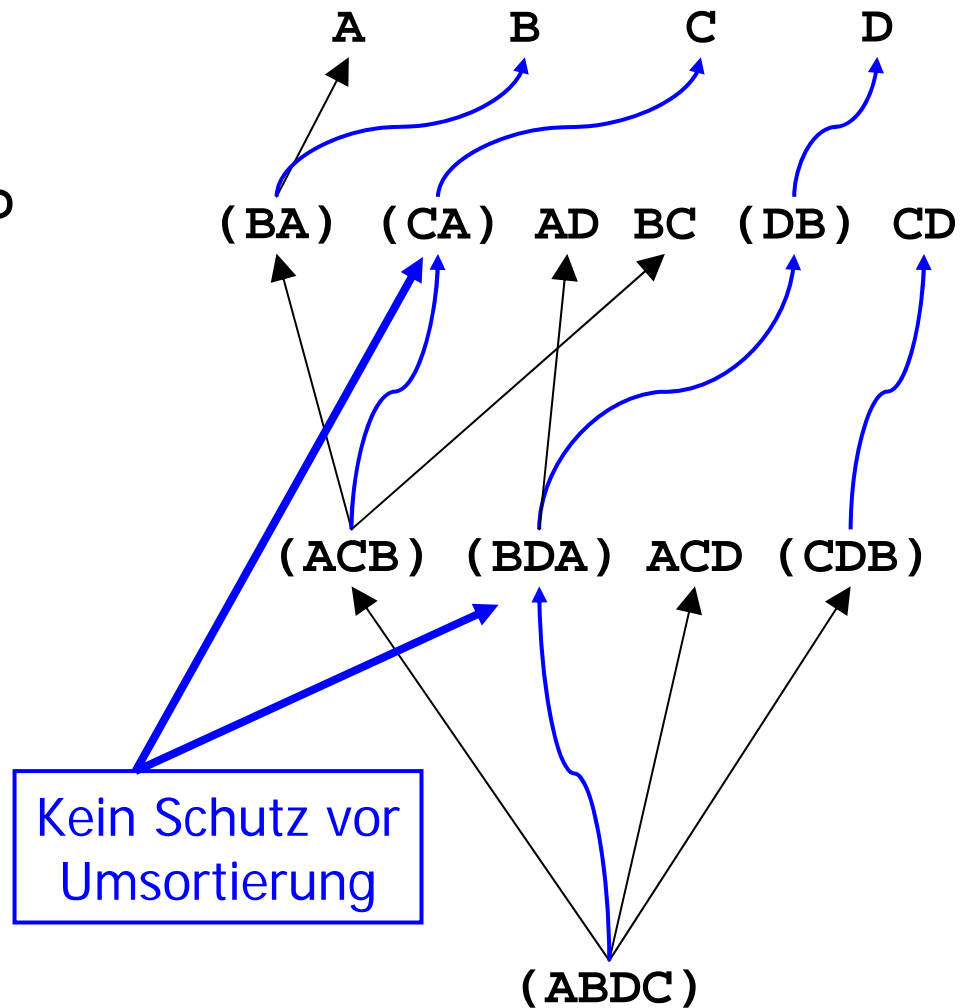 A B C D
(BA) (CA) AD BC (DB) CD
(ACB) (BDA) ACD (CDB)
Kein Schutz vor
Umsortierung
(ABDC)